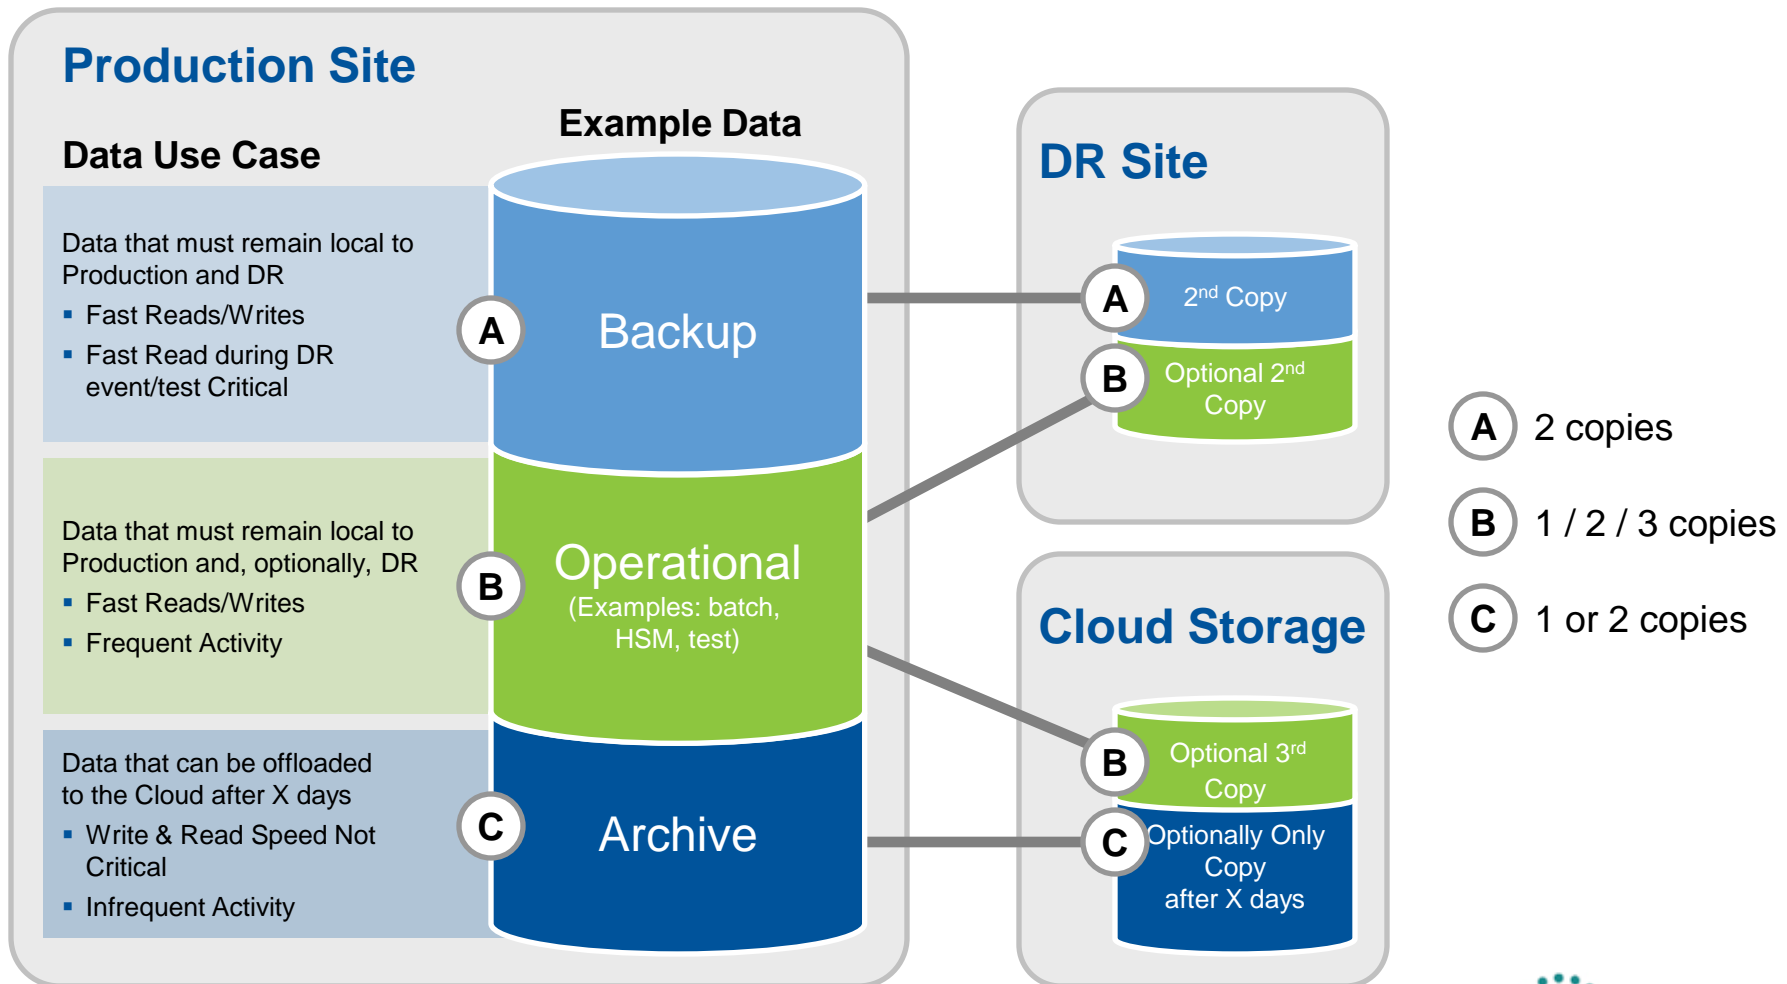 Production Site
Data Use Case
Example Data
Data that must remain local to
Production and DR
▪ Fast Reads/Writes
▪ Fast Read during DR
event/test Critical
A
Backup
Data that must remain local to
Production and, optionally, DR
▪ Fast Reads/Writes
▪ Frequent Activity
B
Operational
(Examples: batch,
HSM, test)
Data that can be offloaded
to the Cloud after X days
▪ Write & Read Speed Not
Critical
▪ Infrequent Activity
C
Archive
DR Site
A
2nd Copy
B
Optional 2nd
Copy
Cloud Storage
B
Optional 3rd
Copy
C
Optionally Only
Copy
after X days
A 2 copies
B 1 / 2 / 3 copies
C 1 or 2 copies